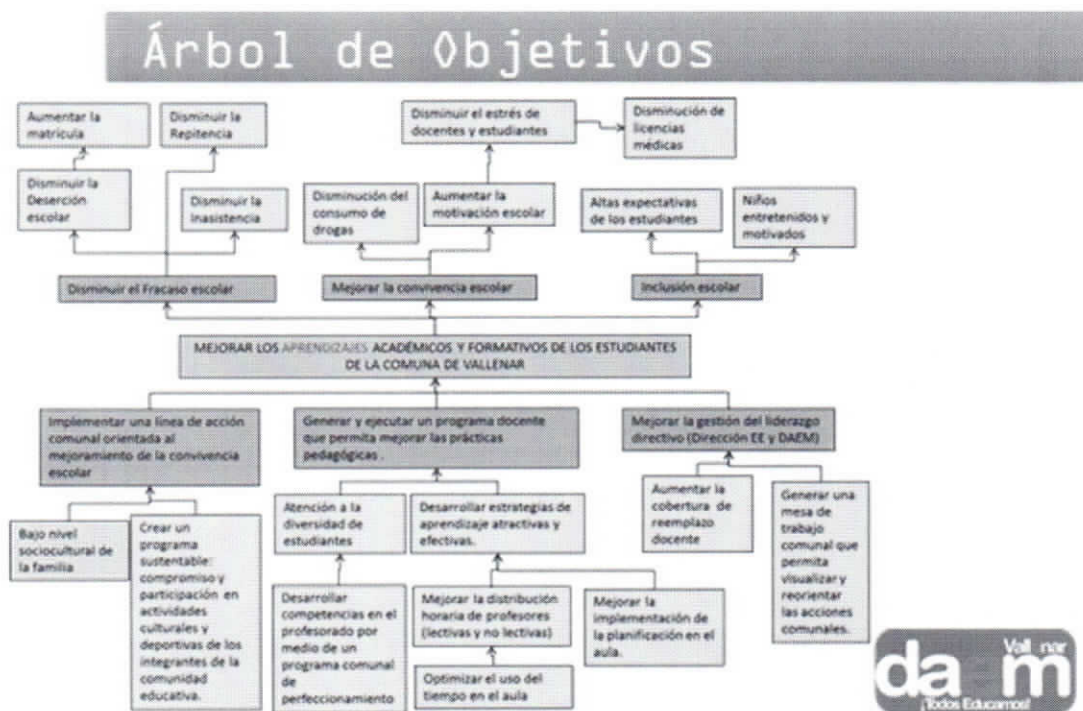 Árbol de Objetivos
Aumentar la
matrícula
Disminuir la
Repitencia
Disminuir el estrés de
docentes y estudiantes
Disminución de
licencias
médicas
Disminuir la
Deserción
escolar
Disminuir la
Inasistencia
Disminución del
consumo de
drogas
Aumentar la
motivación escolar
Altas expectativas
de los estudiantes
Niños
entretenidos y
motivados
Disminuir el Fracaso escolar
Mejorar la convivencia escolar
Inclusión escolar
MEJORAR LOS APRENDIZAJES ACADÉMICOS Y FORMATIVOS DE LOS ESTUDIANTES
DE LA COMUNA DE VALLENAR
Implementar una línea de acción
comunal orientada al
mejoramiento de la convivencia
escolar
Generar y ejecutar un programa docente
que permita mejorar las prácticas
pedagógicas .
Mejorar la gestión del liderazgo
directivo (Dirección EE y DAEM)
Bajo nivel
sociocultural de
la familia
Crear un
programa
sustentable:
compromiso y
participación en
actividades
culturales y
deportivas de los
integrantes de la
comunidad
educativa.
Atención a la
diversidad de
estudiantes
Desarrollar estrategias de
aprendizaje atractivas y
efectivas.
Aumentar la
cobertura de
reemplazo
docente
Generar una
mesa de
trabajo
comunal que
permita
visualizar y
reorientar
las acciones
comunales.
Desarrollar
competencias en el
profesorado por
medio de un
programa comunal
de
perfeccionamiento
Mejorar la distribución
horaria de profesores
(lectivas y no lectivas)
Mejorar la
implementación de
la planificación en el
aula.
Optimizar el uso del
tiempo en el aula
Vall nar
da m
¡Todos Educamos!